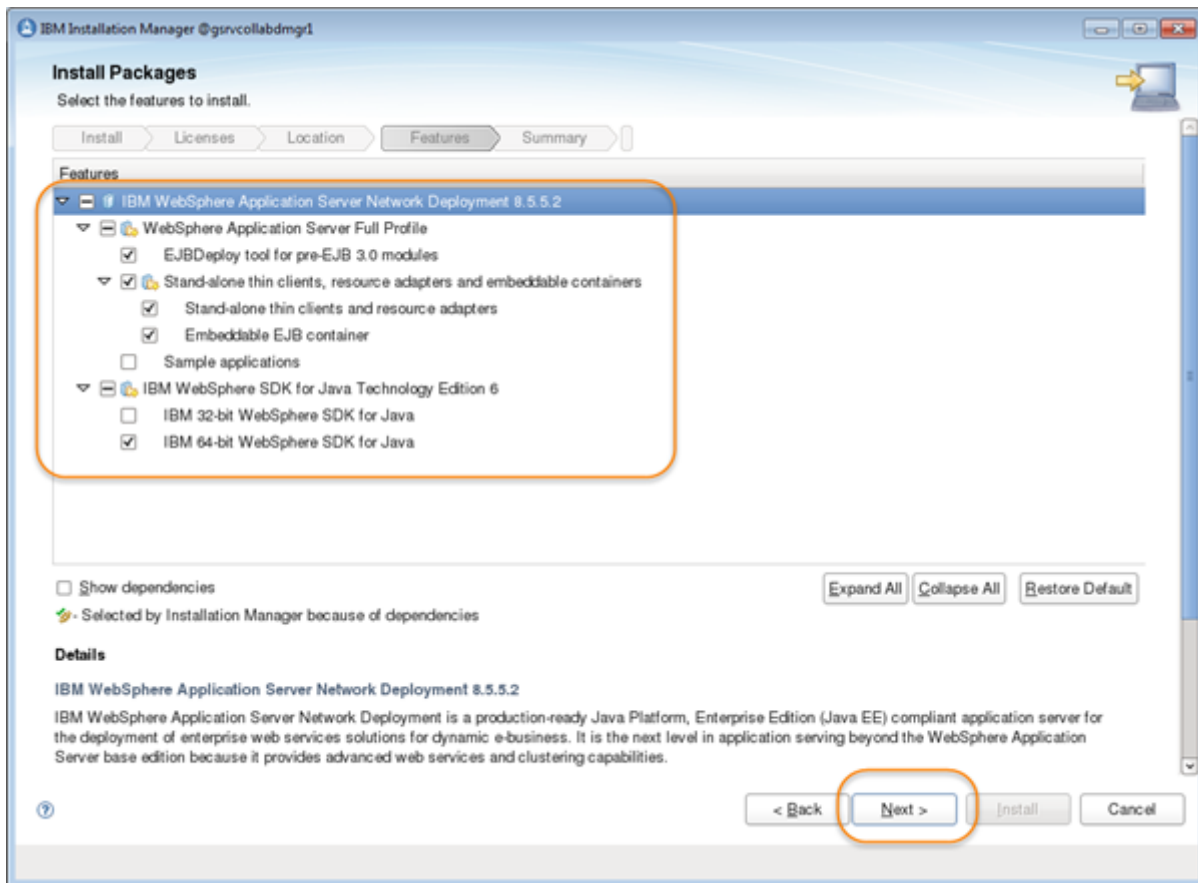 IBM Installation Manager @gsrvcollabdmgr1
Install Packages
Select the features to install.
Install Licenses Location Features Summary
Features
IBM WebSphere Application Server Network Deployment 8.5.5.2
WebSphere Application Server Full Profile
EJBDeploy tool for pre-EJB 3.0 modules
Stand-alone thin clients, resource adapters and embeddable containers
Stand-alone thin clients and resource adapters
Embeddable EJB container
Sample applications
IBM WebSphere SDK for Java Technology Edition 6
IBM 32-bit WebSphere SDK for Java
IBM 64-bit WebSphere SDK for Java
Show dependencies Expand All Collapse All Restore Default
- Selected by Installation Manager because of dependencies
Details
IBM WebSphere Application Server Network Deployment 8.5.5.2
IBM WebSphere Application Server Network Deployment is a production-ready Java Platform, Enterprise Edition (Java EE) compliant application server for
the deployment of enterprise web services solutions for dynamic e-business. It is the next level in application serving beyond the WebSphere Application
Server base edition because it provides advanced web services and clustering capabilities.
? < Back Next > Install Cancel